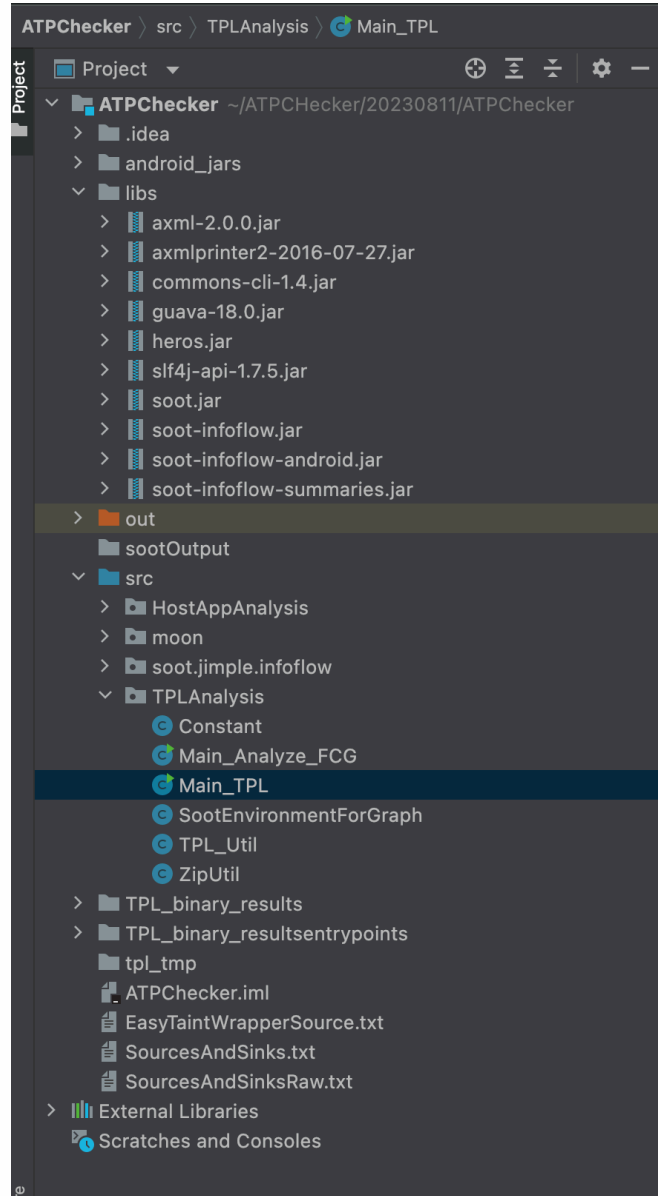 ATPChecker 〉 src 〉 TPLAnalysis 〉 Main_TPL
Project
Project
ATPChecker ~/ATPCHecker/20230811/ATPChecker
.idea
android_jars
libs
axml-2.0.0.jar
axmlprinter2-2016-07-27.jar
commons-cli-1.4.jar
guava-18.0.jar
heros.jar
slf4j-api-1.7.5.jar
soot.jar
soot-infoflow.jar
soot-infoflow-android.jar
soot-infoflow-summaries.jar
out
sootOutput
src
HostAppAnalysis
moon
soot.jimple.infoflow
TPLAnalysis
C Constant
C Main_Analyze_FCG
C Main_TPL
C SootEnvironmentForGraph
C TPL_Util
C ZipUtil
TPL_binary_results
TPL_binary_resultsentrypoints
tpl_tmp
ATPChecker.iml
EasyTaintWrapperSource.txt
SourcesAndSinks.txt
SourcesAndSinksRaw.txt
External Libraries
Scratches and Consoles